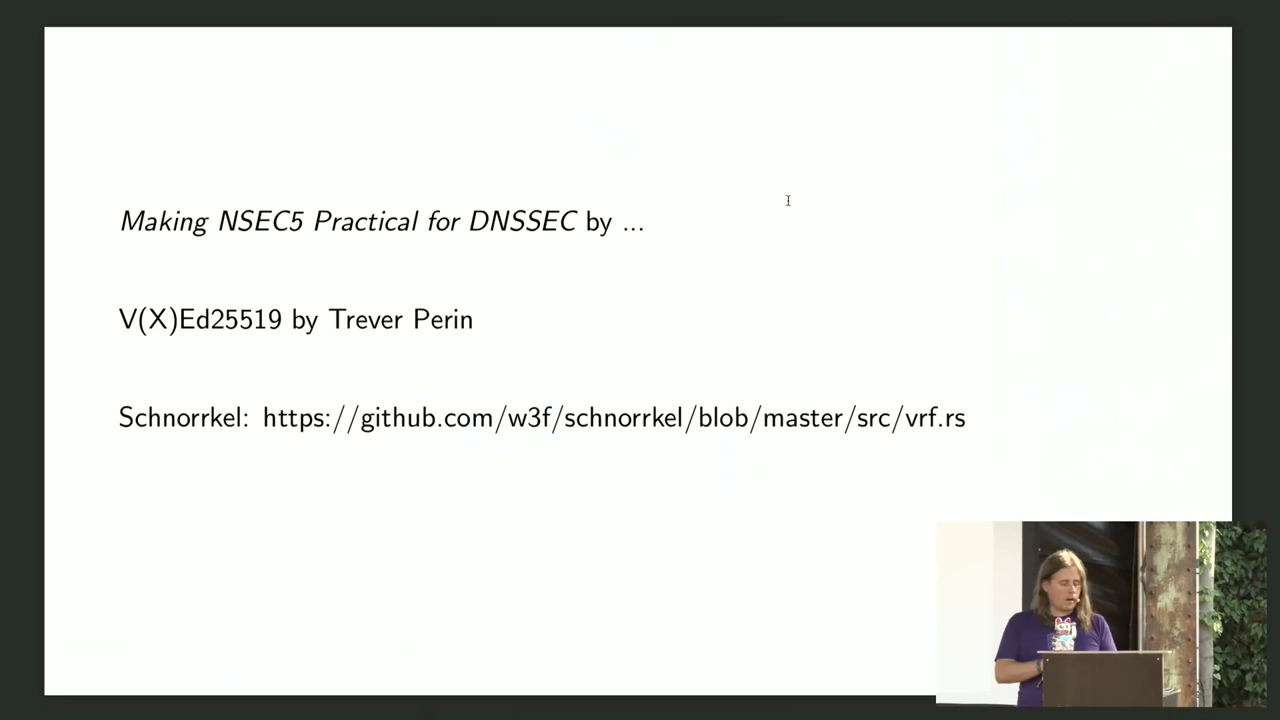 Making NSEC5 Practical for DNSSEC by ...
V(X)Ed25519 by Trever Perin
Schnorrkel: https://github.com/w3f/schnorrkel/blob/master/src/vrf.rs